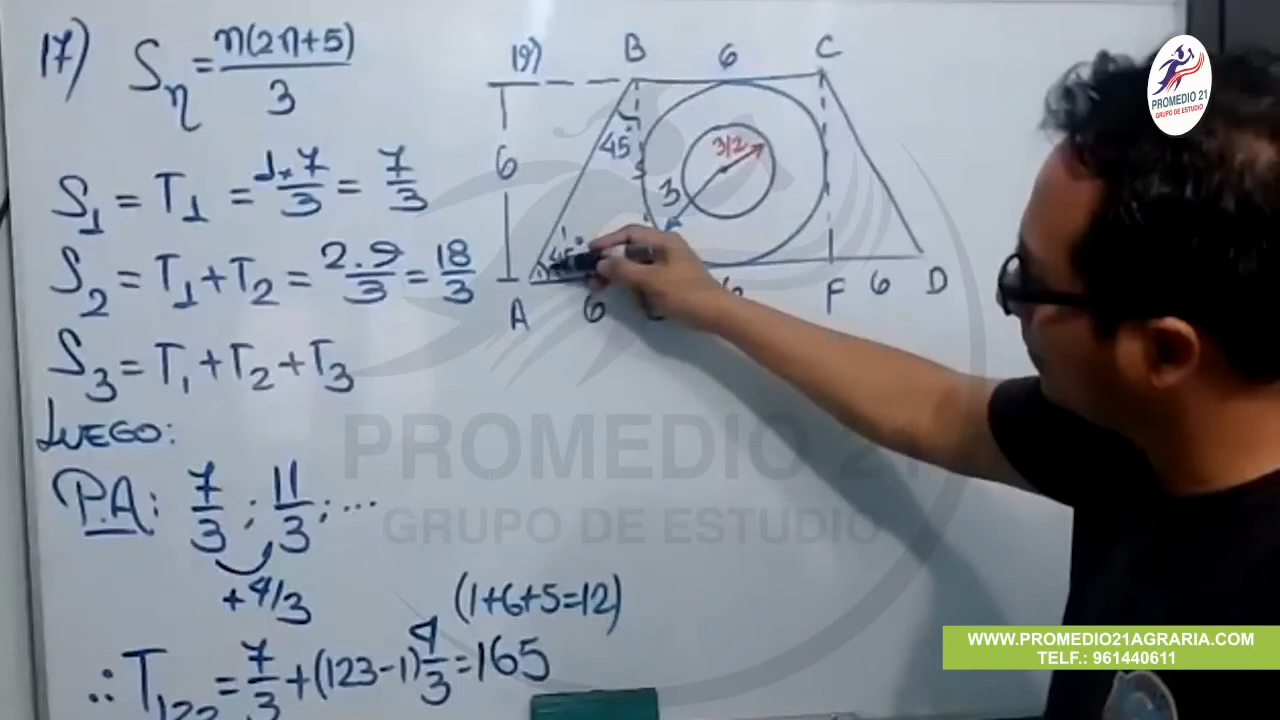 17) Sn = n(2n+5)/3
S1 = T1 = 1x7/3 = 7/3
S2 = T1 + T2 = 2.9/3 = 18/3
S3 = T1 + T2 + T3
LUEGO:
P.A: 7/3 ; 11/3 ; ...
+4/3
(1+6+5=12)
∴ T = 7/3 + (123-1) 4/3 = 165
19)
B 6 C
45°
6
3/2
3
45°
A 6 F 6 D
PROMEDIO 21
GRUPO DE ESTUDIO
PROMEDIO 21
GRUPO DE ESTUDIO
WWW.PROMEDIO21AGRARIA.COM
TELF.: 961440611